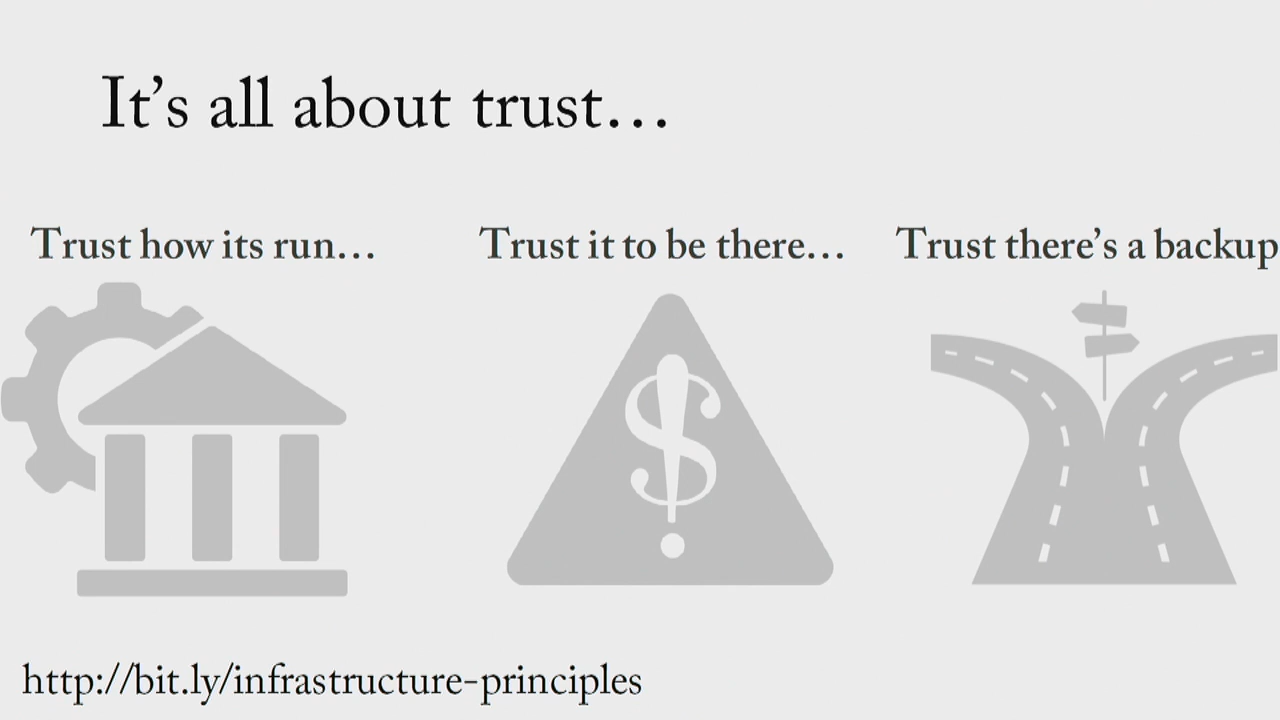 It’s all about trust…
Trust how its run…
Trust it to be there…
Trust there’s a backup
$
http://bit.ly/infrastructure-principles